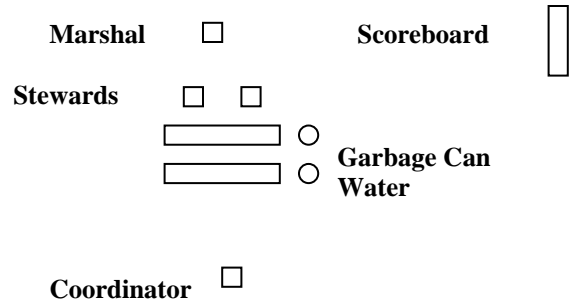 Marshal
Scoreboard
Stewards
Garbage Can
Water
Coordinator